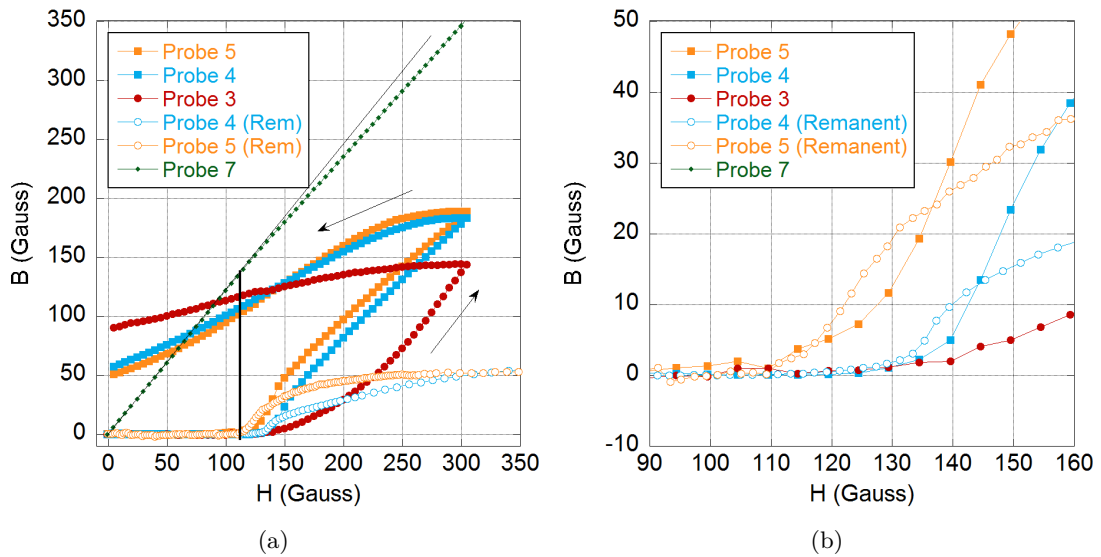 350
300
250
200
150
100
50
0
B (Gauss)
Probe 5
Probe 4
Probe 3
Probe 4 (Rem)
Probe 5 (Rem)
Probe 7
0 50 100 150 200 250 300 350
H (Gauss)
(a)
50
40
30
20
10
0
-10
B (Gauss)
Probe 5
Probe 4
Probe 3
Probe 4 (Remanent)
Probe 5 (Remanent)
90 100 110 120 130 140 150 160
H (Gauss)
(b)